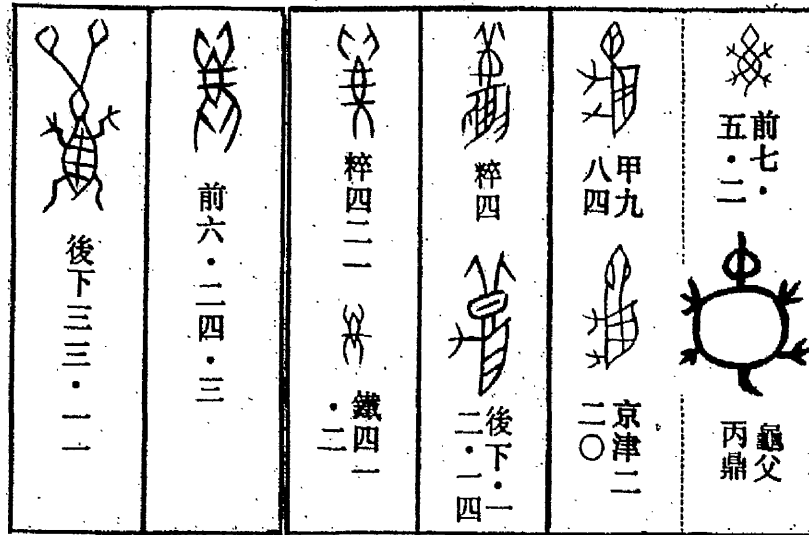 前七・
五・二
龜父
丙鼎
甲九
八四
京津二
二〇
粹四
後下・一
二・一四
粹四二一
鐵四一
・二
前六・二四・三
後下三三・一一